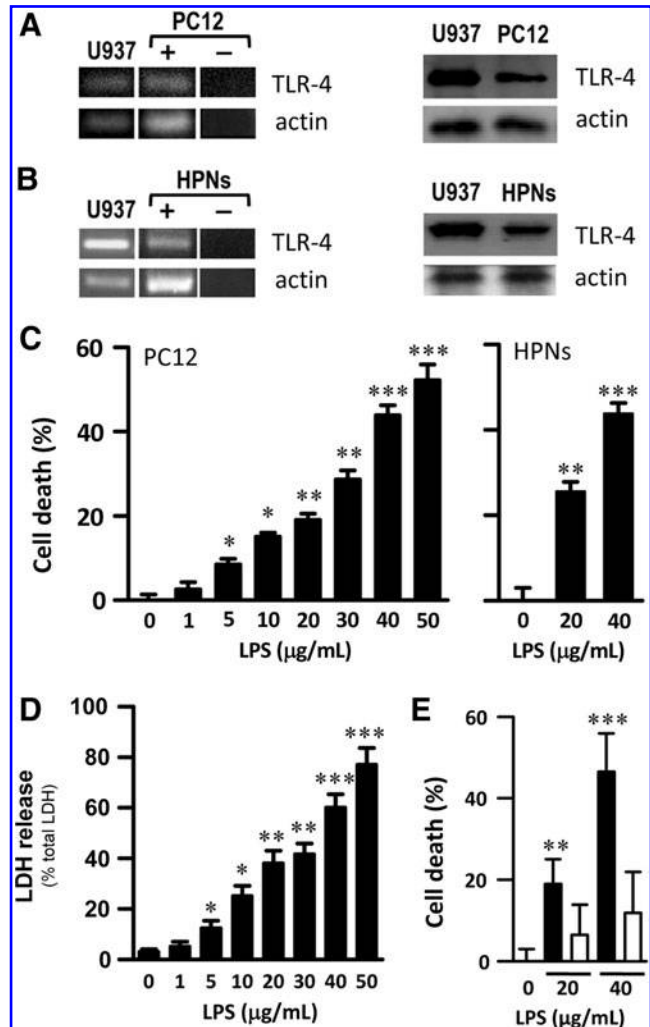 A
PC12
U937 + −
TLR-4
actin
U937 PC12
TLR-4
actin
B
HPNs
U937 + −
TLR-4
actin
U937 HPNs
TLR-4
actin
C
PC12
Cell death (%)
60
40
20
0
* * ** ** *** ***
0 1 5 10 20 30 40 50
LPS (μg/mL)
HPNs
** ***
0 20 40
LPS (μg/mL)
D
LDH release
(% total LDH)
100
80
60
40
20
0
* * ** ** *** ***
0 1 5 10 20 30 40 50
LPS (μg/mL)
E
Cell death (%)
60
40
20
0
** ***
0 20 40
LPS (μg/mL)